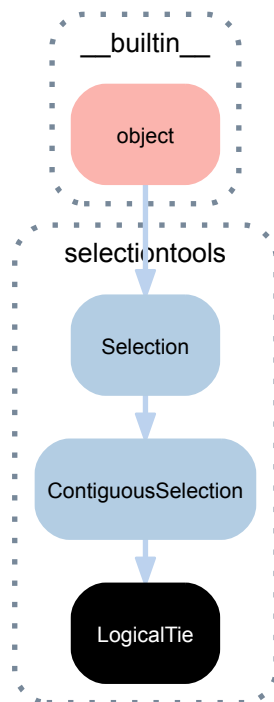 __builtin__
object
selectiontools
Selection
ContiguousSelection
LogicalTie